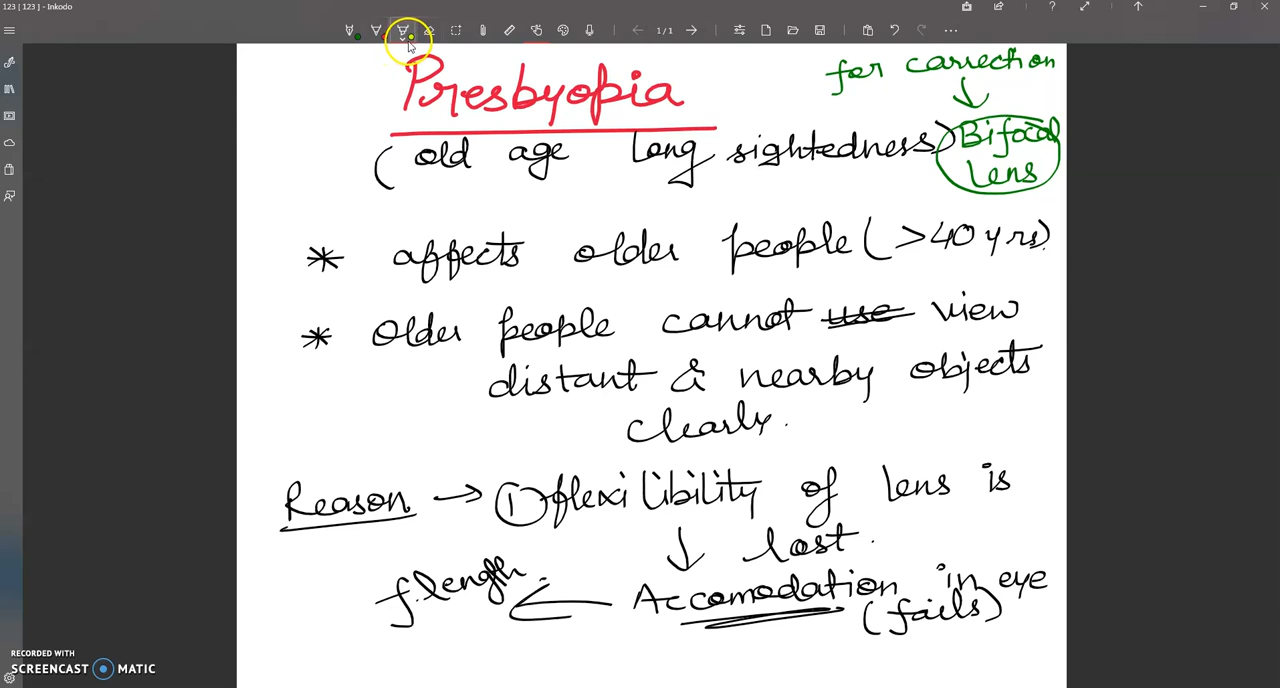 123 [ 123 ] - Inkodo
1/1
for correction
Presbyopia
( old age long sightedness)
Bifocal
Lens
* affects older people ( >40 yrs).
* Older people cannot use view
distant & nearby objects
clearly.
Reason → ① flexilibility of lens is
↓ lost.
f.length ← Accomodation in eye
(fails)
RECORDED WITH
SCREENCAST MATIC